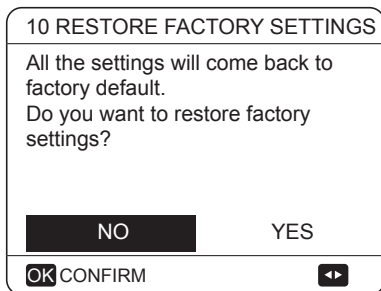 10 RESTORE FACTORY SETTINGS
All the settings will come back to
factory default.
Do you want to restore factory
settings?
NO YES
OK CONFIRM